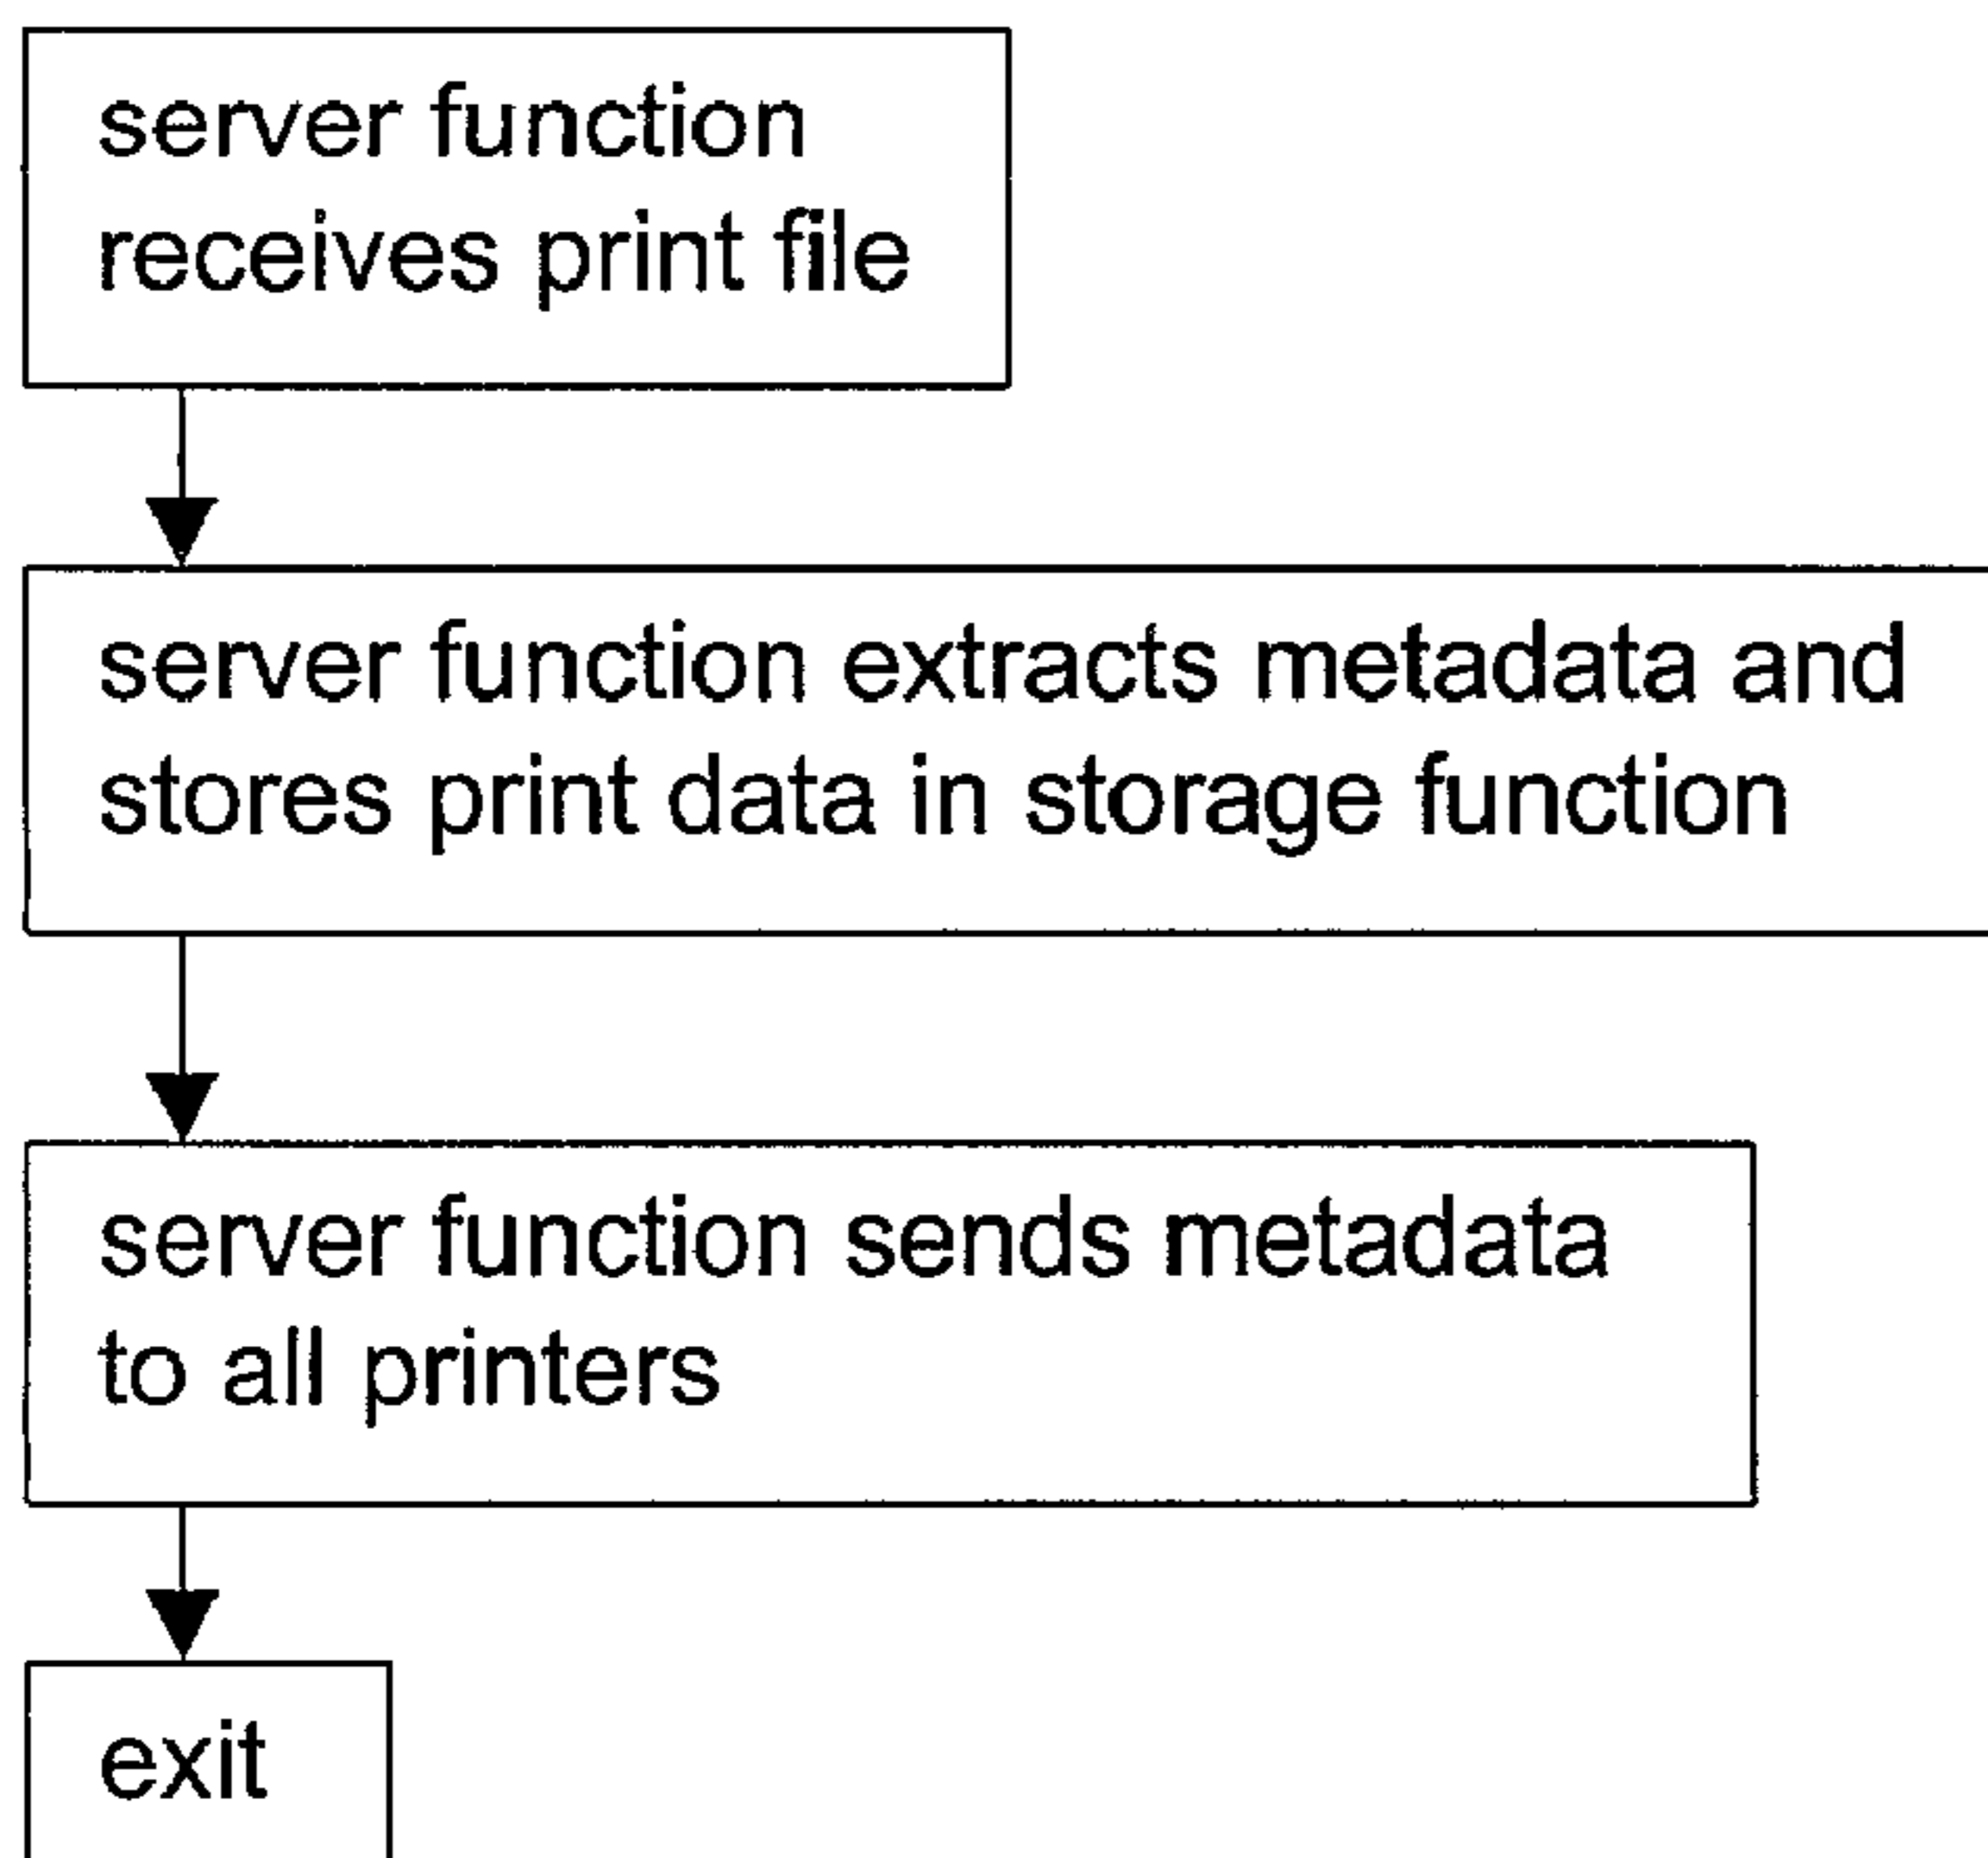 server function
receives print file
server function extracts metadata and
stores print data in storage function
server function sends metadata
to all printers
exit